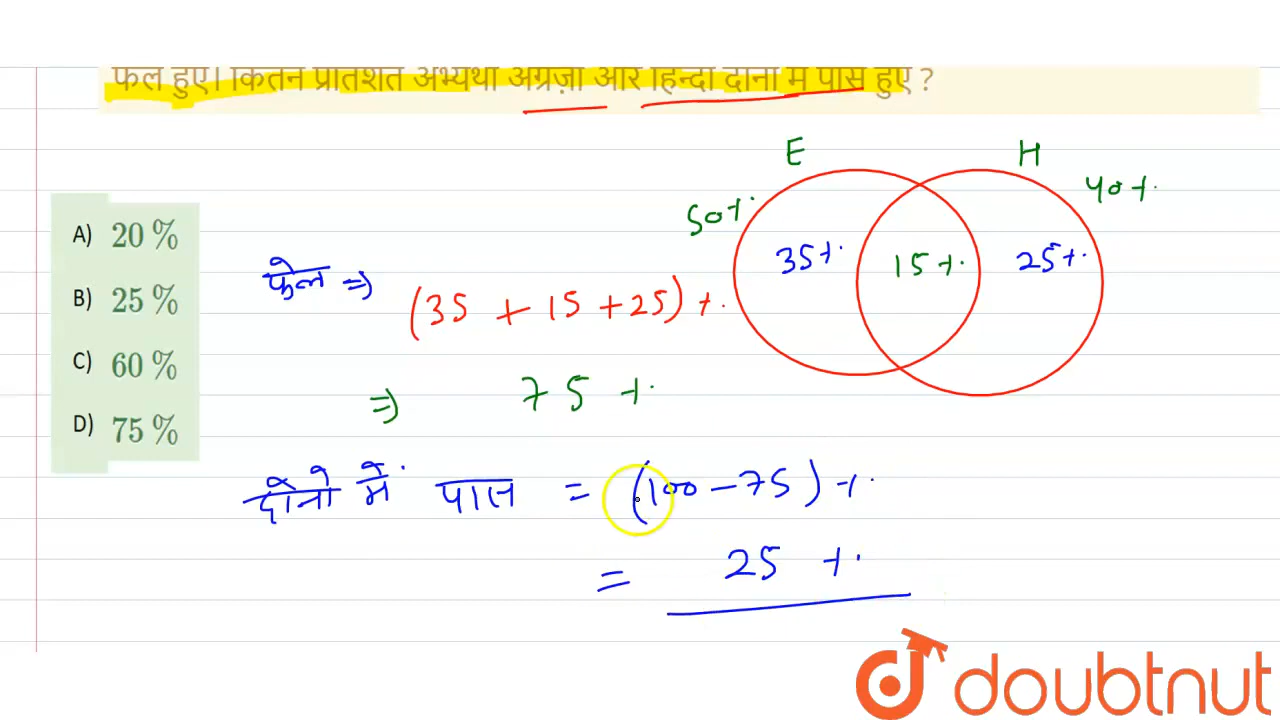 फेल हुए। कितने प्रतिशत अभ्यर्थी अंग्रेज़ी और हिन्दी दोनों में पास हुए ?
E
H
50%
40%
A) 20 %
B) 25 %
C) 60 %
D) 75 %
35%
15%
25%
फेल ⇒
(35 + 15 + 25) %
⇒ 75 %
दोनो में पास = (100 - 75) %
= 25 %
doubtnut